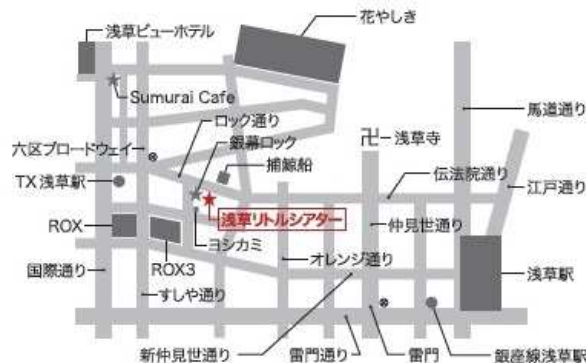 花やしき
浅草ビューホテル
Sumurai Cafe
馬道通り
ロック通り
銀幕ロック
六区ブロードウェイ
浅草寺
捕鯨船
TX浅草駅
伝法院通り
江戸通り
浅草リトルシアター
仲見世通り
ROX
ヨシカミ
オレンジ通り
国際通り
ROX3
浅草駅
すしや通り
新仲見世通り
雷門通り
雷門
銀座線浅草駅